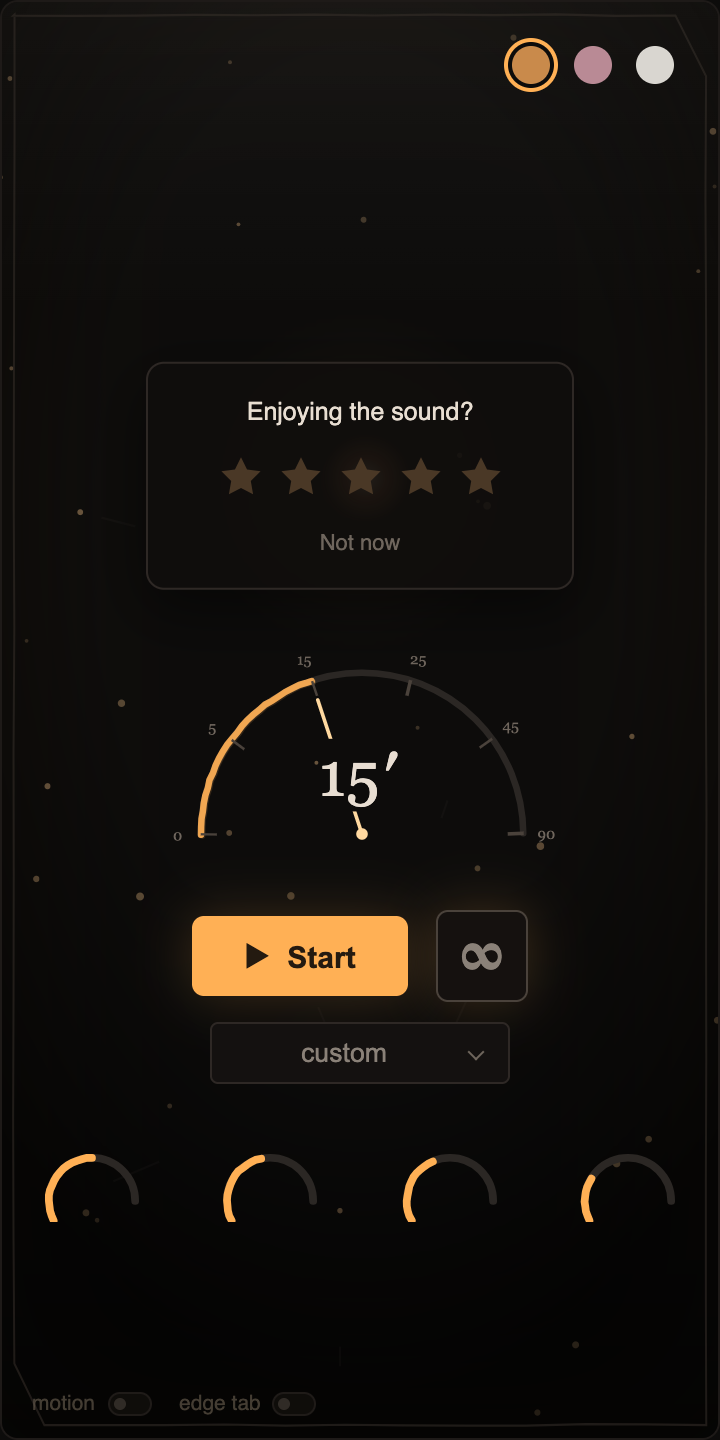 Enjoying the sound?
Not now
15 25
5 45
15′
0 90
Start ∞
custom
motion edge tab